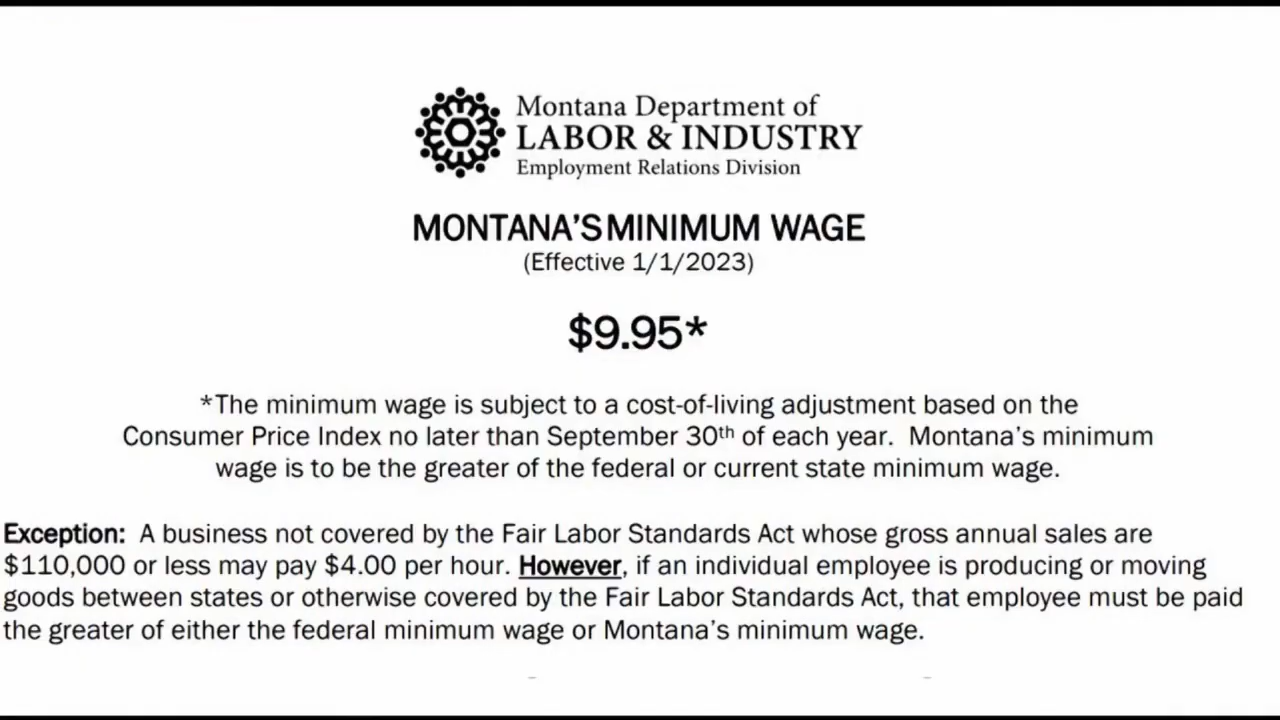 Montana Department of
LABOR & INDUSTRY
Employment Relations Division
MONTANA'S MINIMUM WAGE
(Effective 1/1/2023)
$9.95*
*The minimum wage is subject to a cost-of-living adjustment based on the
Consumer Price Index no later than September 30th of each year. Montana's minimum
wage is to be the greater of the federal or current state minimum wage.
Exception: A business not covered by the Fair Labor Standards Act whose gross annual sales are
$110,000 or less may pay $4.00 per hour. However, if an individual employee is producing or moving
goods between states or otherwise covered by the Fair Labor Standards Act, that employee must be paid
the greater of either the federal minimum wage or Montana's minimum wage.